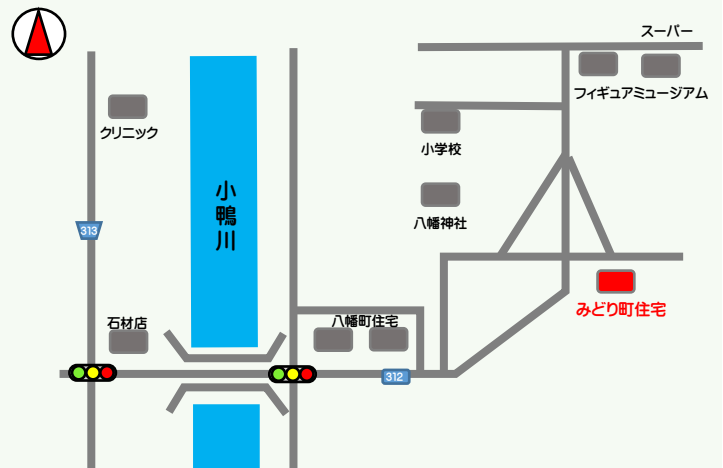 スーパー
フィギュアミュージアム
クリニック
小学校
小鴨川
八幡神社
313
みどり町住宅
石材店
八幡町住宅
312